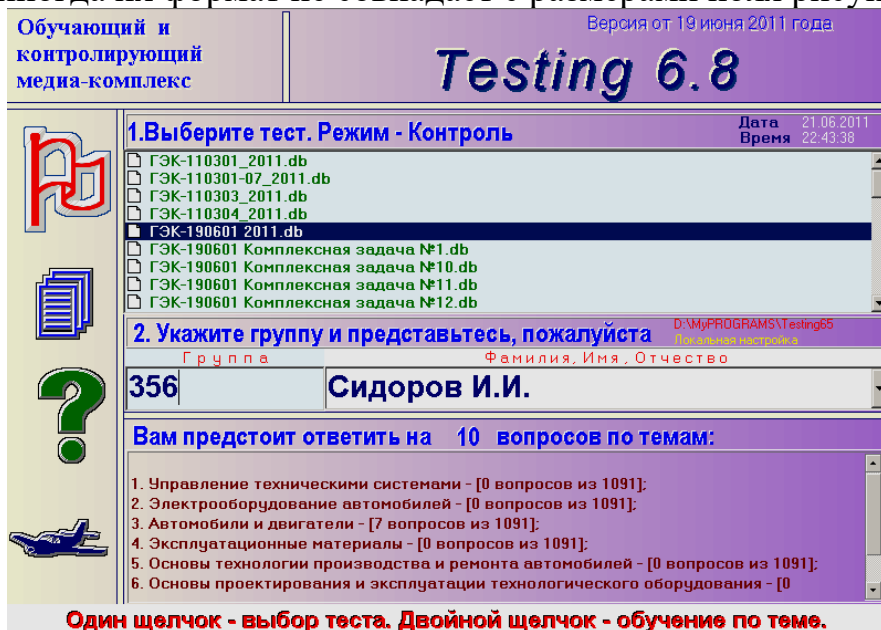 Обучающий и
контролирующий
медиа-комплекс
Версия от 19 июня 2011 года
Testing 6.8
1.Выберите тест. Режим - Контроль
Дата 21.06.2011
Время 22:43:38
ГЭК-110301_2011.db
ГЭК-110301-07_2011.db
ГЭК-110303_2011.db
ГЭК-110304_2011.db
ГЭК-190601 2011.db
ГЭК-190601 Комплексная задача №1.db
ГЭК-190601 Комплексная задача №10.db
ГЭК-190601 Комплексная задача №11.db
ГЭК-190601 Комплексная задача №12.db
2. Укажите группу и представьтесь, пожалуйста
D:\MyPROGRAMS\Testing65
Локальная настройка
Группа Фамилия, Имя, Отчество
356 Сидоров И.И.
Вам предстоит ответить на 10 вопросов по темам:
1. Управление техническими системами - [0 вопросов из 1091];
2. Электрооборудование автомобилей - [0 вопросов из 1091];
3. Автомобили и двигатели - [7 вопросов из 1091];
4. Эксплуатационные материалы - [0 вопросов из 1091];
5. Основы технологии производства и ремонта автомобилей - [0 вопросов из 1091];
6. Основы проектирования и эксплуатации технологического оборудования - [0
Один щелчок - выбор теста. Двойной щелчок - обучение по теме.